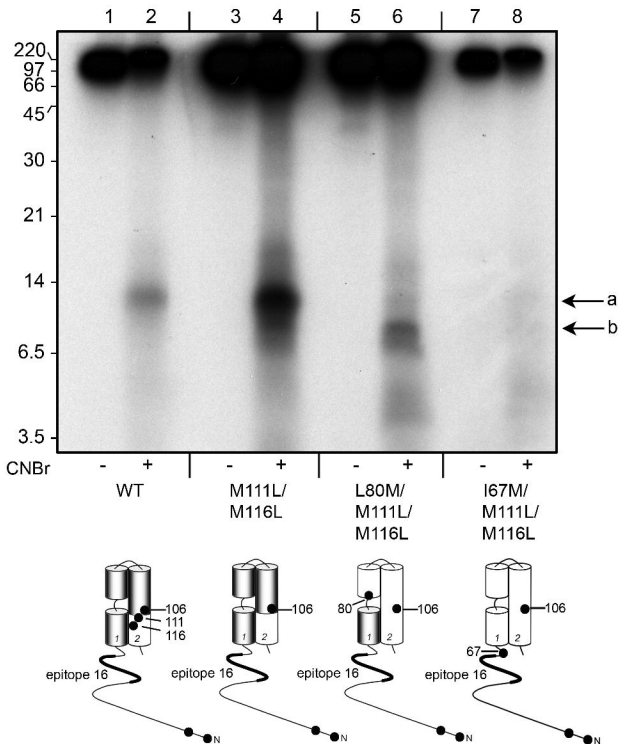 1 2 3 4 5 6 7 8
220
97
66
45
30
21
14
6.5
3.5
a
b
CNBr - + - + - + - +
WT M111L/ L80M/ I67M/
M116L M111L/ M111L/
M116L M116L
106 106 106 106
111 80
116
1 2 1 2 1 2 1 2
67
epitope 16 epitope 16 epitope 16 epitope 16
N N N N